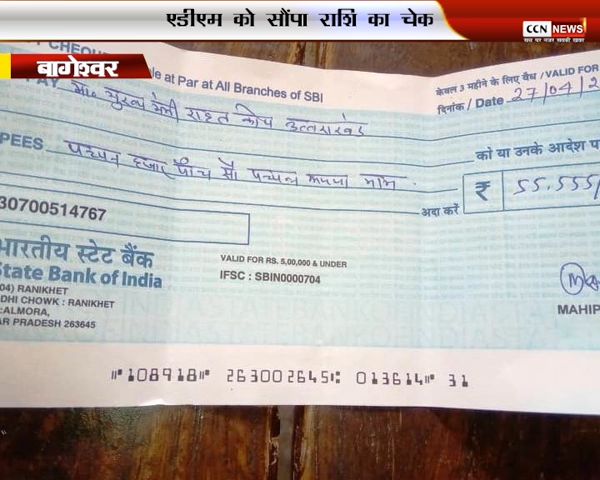 एडीएम को सौंपा राशि का चेक
CCN NEWS
बागेश्वर
CHEQUE
le at Par at All Branches of SBI
केवल 3 महीने के लिए वैध / VALID FOR
दिनांक / Date 27/04/2
PAY मा० मुख्य मंत्री राहत कोष उत्तराखंड
को या उनके आदेश पर
PEES पचपन हजार पाँच सौ पचपन रुपया मात्र .
अदा करें ₹ 55,555/
30700514767
भारतीय स्टेट बैंक
State Bank of India
VALID FOR RS. 5,00,000 & UNDER
IFSC : SBIN0000704
04) RANIKHET
DHI CHOWK : RANIKHET
:ALMORA,
AR PRADESH 263645
MAHIP
⑈108918⑈ 263002645⑆ 013614⑈ 31